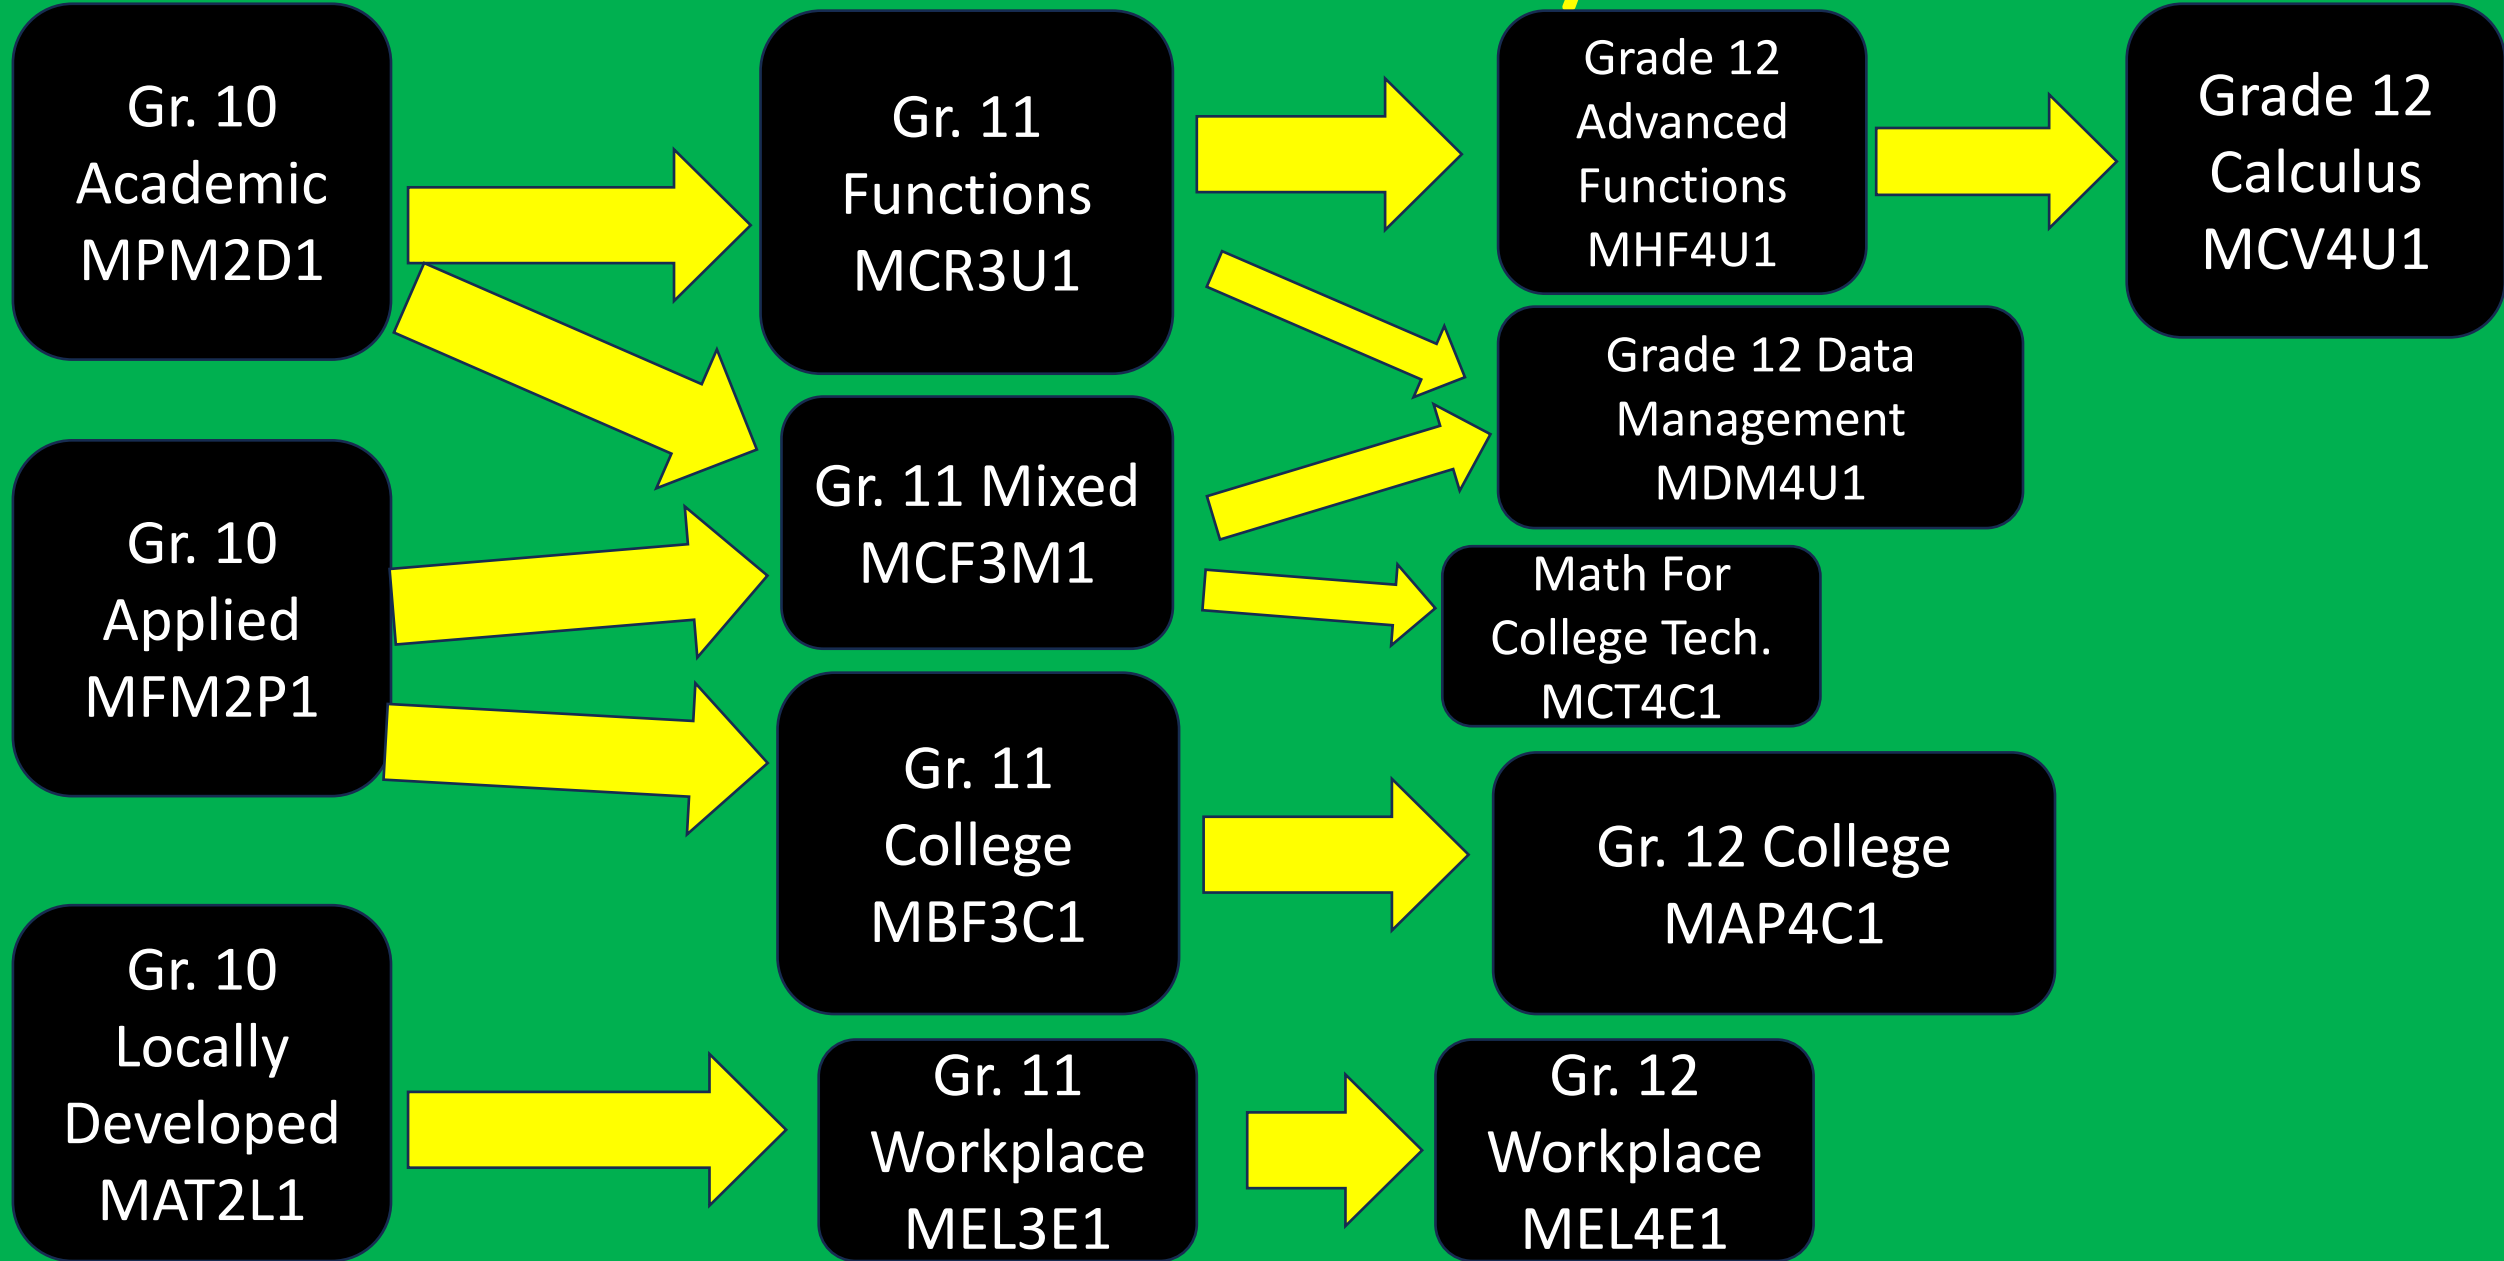 Gr. 10
Academic
MPM2D1
Gr. 11
Functions
MCR3U1
Grade 12
Advanced
Functions
MHF4U1
Grade 12
Calculus
MCV4U1
Grade 12 Data
Management
MDM4U1
Gr. 10
Applied
MFM2P1
Gr. 11 Mixed
MCF3M1
Math For
College Tech.
MCT4C1
Gr. 11
College
MBF3C1
Gr. 12 College
MAP4C1
Gr. 10
Locally
Developed
MAT2L1
Gr. 11
Workplace
MEL3E1
Gr. 12
Workplace
MEL4E1